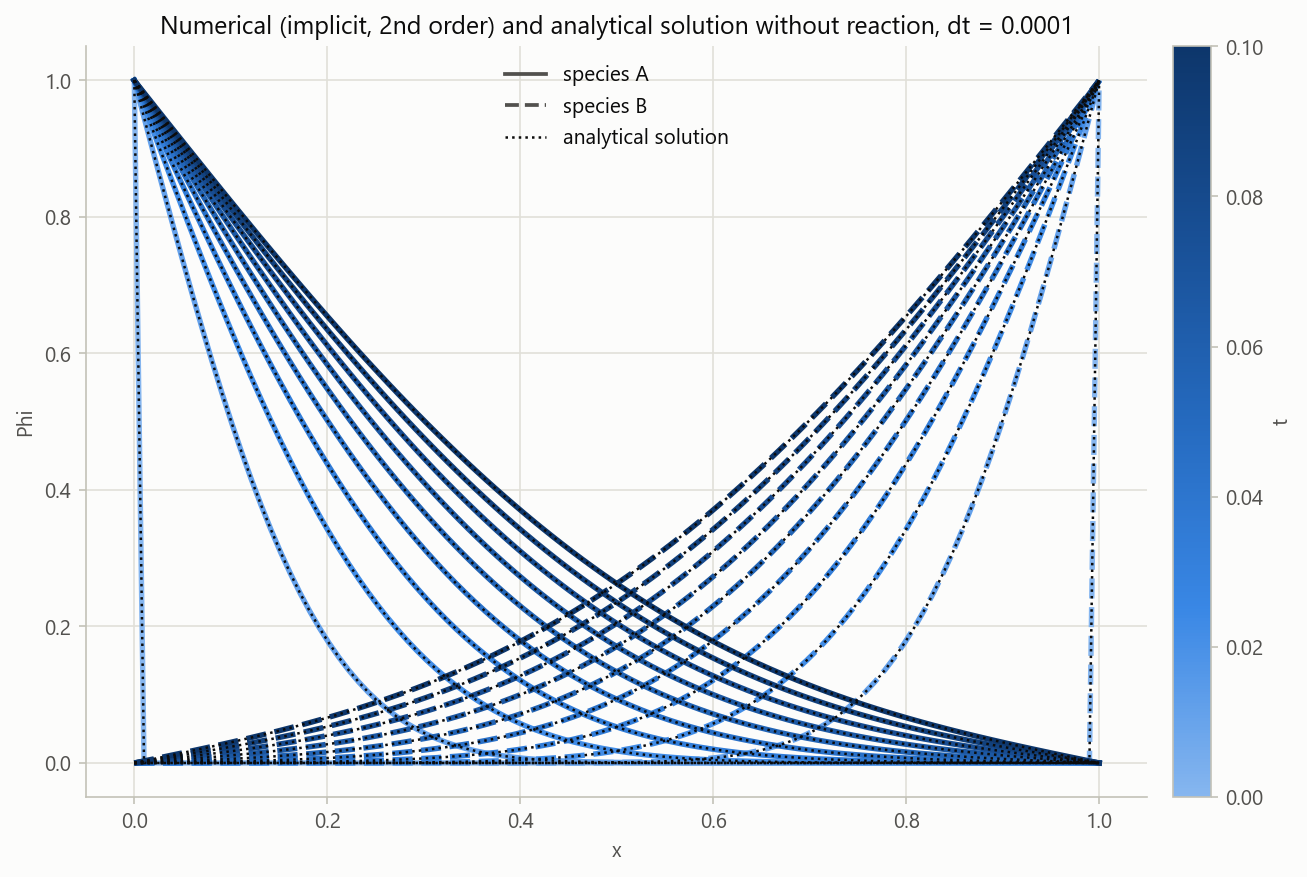 Numerical (implicit, 2nd order) and analytical solution without reaction, dt = 0.0001
species A
species B
analytical solution
1.0
0.8
0.6
0.4
0.2
0.0
Phi
0.0 0.2 0.4 0.6 0.8 1.0
x
0.10
0.08
0.06
0.04
0.02
0.00
t